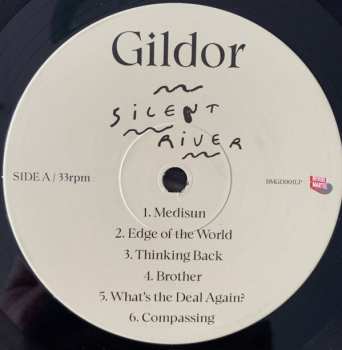 Gildor
SILENT
RIVER
SIDE A / 33rpm
1. Medisun
2. Edge of the World
3. Thinking Back
4. Brother
5. What's the Deal Again?
6. Compassing